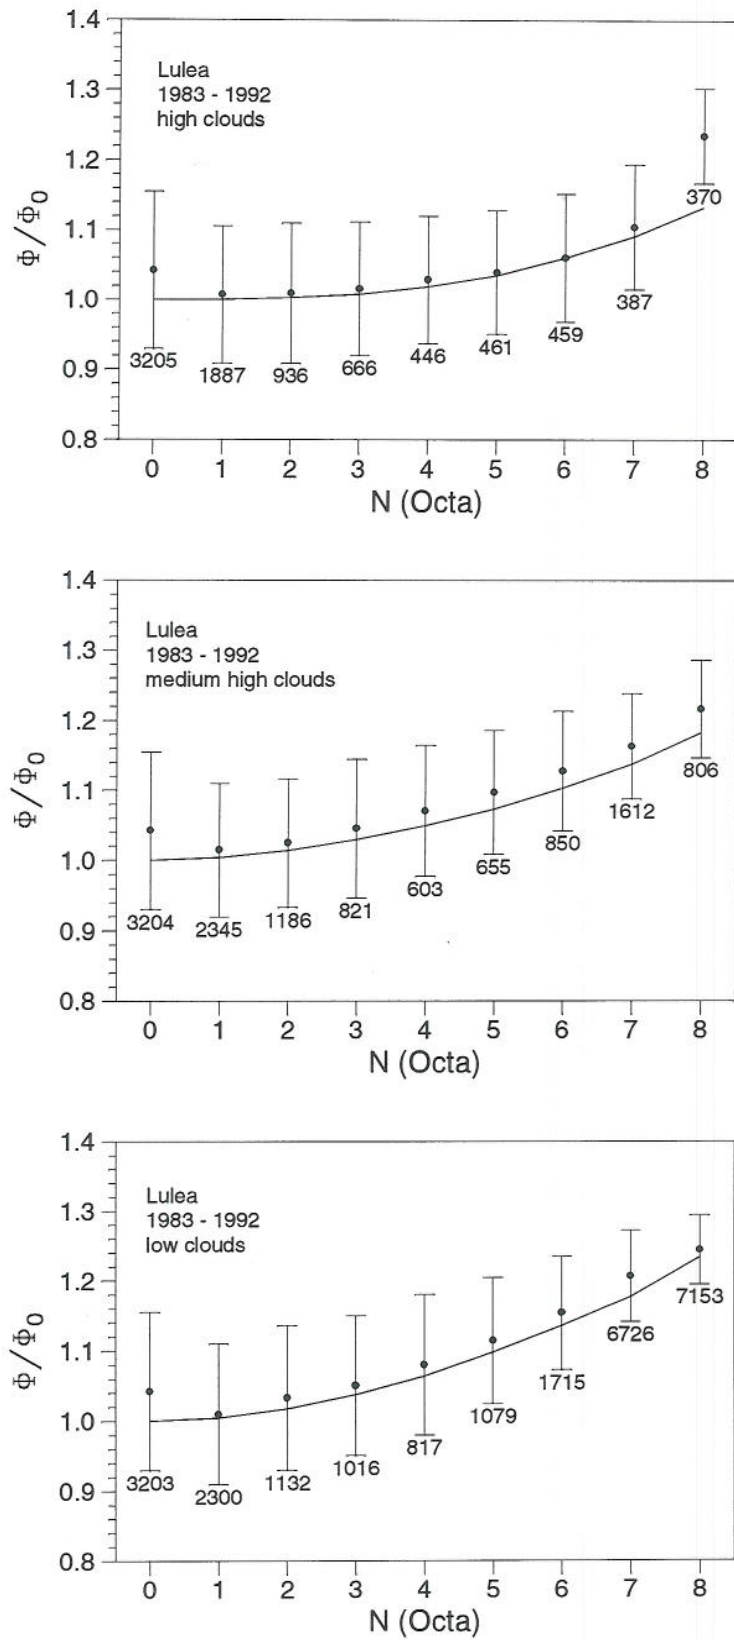 1.4
1.3
1.2
1.1
1.0
0.9
0.8
Φ/Φ0
Lulea
1983 - 1992
high clouds
3205 1887 936 666 446 461 459 387 370
0 1 2 3 4 5 6 7 8
N (Octa)
1.4
1.3
1.2
1.1
1.0
0.9
0.8
Φ/Φ0
Lulea
1983 - 1992
medium high clouds
3204 2345 1186 821 603 655 850 1612 806
0 1 2 3 4 5 6 7 8
N (Octa)
1.4
1.3
1.2
1.1
1.0
0.9
0.8
Φ/Φ0
Lulea
1983 - 1992
low clouds
3203 2300 1132 1016 817 1079 1715 6726 7153
0 1 2 3 4 5 6 7 8
N (Octa)